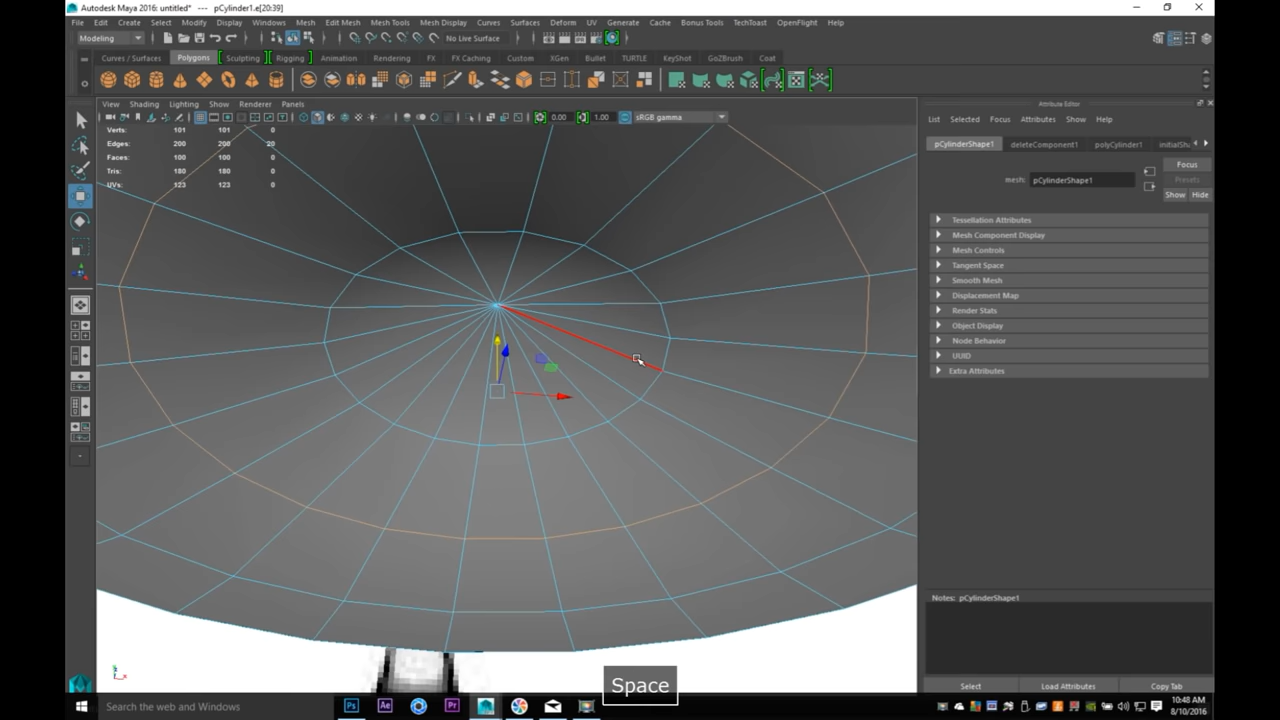 Autodesk Maya 2016: untitled* --- pCylinder1.e[20:39]
File Edit Create Select Modify Display Windows Mesh Edit Mesh Mesh Tools Mesh Display Curves Surfaces Deform UV Generate Cache Bonus Tools TechToast OpenFlight Help
Modeling No Live Surface
Curves / Surfaces Polygons Sculpting Rigging Animation Rendering FX FX Caching Custom XGen Bullet TURTLE KeyShot GoZBrush Coat
View Shading Lighting Show Renderer Panels
0.00 1.00 sRGB gamma
Verts: 101 101 0
Edges: 200 200 20
Faces: 100 100 0
Tris: 180 180 0
UVs: 123 123 0
Attribute Editor
List Selected Focus Attributes Show Help
pCylinderShape1 deleteComponent1 polyCylinder1 initialSh
mesh: pCylinderShape1
Focus
Presets
Show Hide
Tessellation Attributes
Mesh Component Display
Mesh Controls
Tangent Space
Smooth Mesh
Displacement Map
Render Stats
Object Display
Node Behavior
UUID
Extra Attributes
Notes: pCylinderShape1
Select Load Attributes Copy Tab
Space
Search the web and Windows
Ps Ae Pr
10:48 AM
8/10/2016